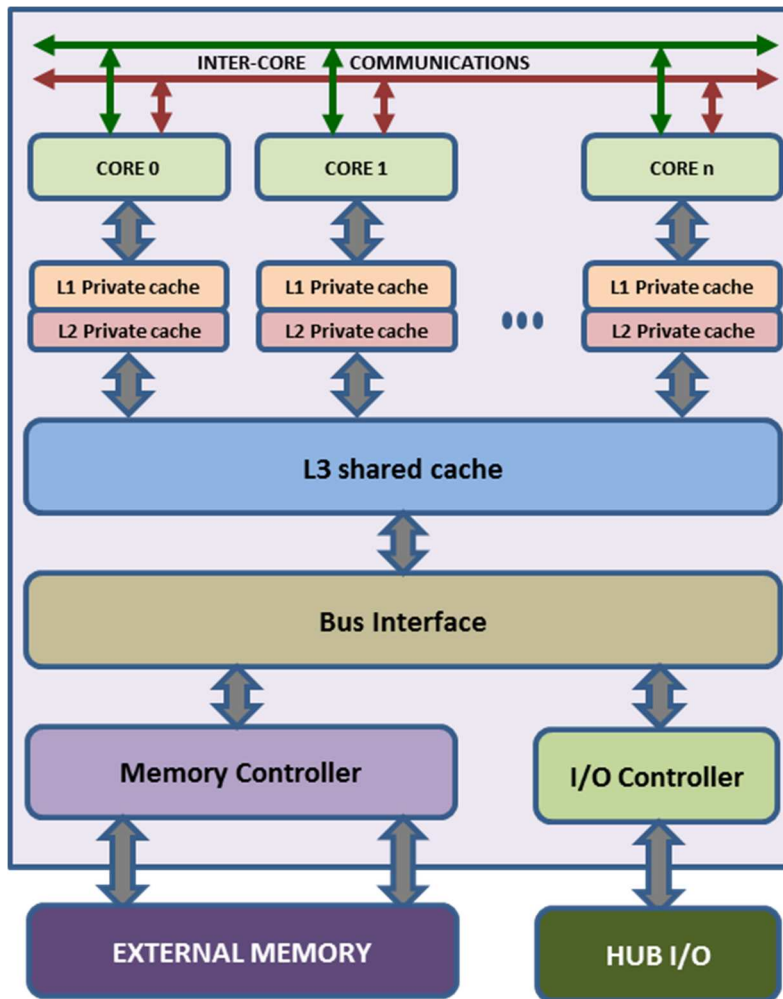 INTER-CORE COMMUNICATIONS
CORE 0 CORE 1 CORE n
L1 Private cache L1 Private cache L1 Private cache
L2 Private cache L2 Private cache L2 Private cache
L3 shared cache
Bus Interface
Memory Controller I/O Controller
EXTERNAL MEMORY HUB I/O